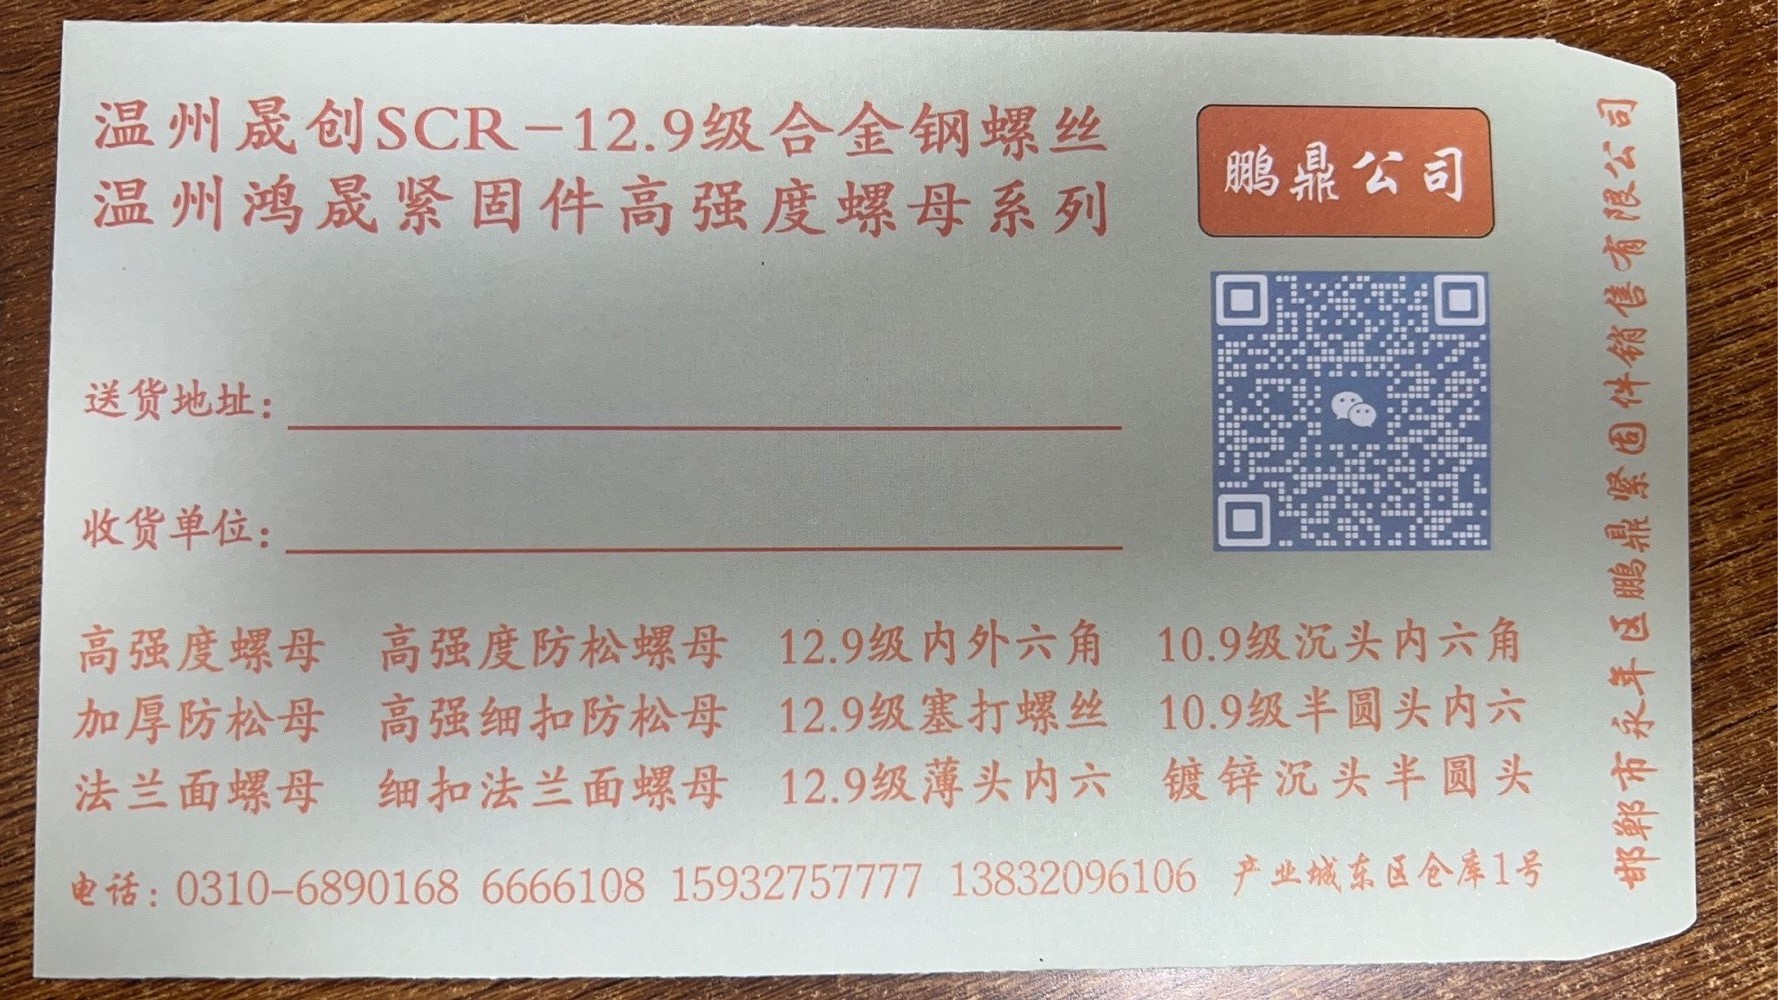 温州晟创SCR-12.9级合金钢螺丝
温州鸿晟紧固件高强度螺母系列
鹏鼎公司
送货地址:
收货单位:
高强度螺母 高强度防松螺母 12.9级内外六角 10.9级沉头内六角
加厚防松母 高强细扣防松母 12.9级塞打螺丝 10.9级半圆头内六
法兰面螺母 细扣法兰面螺母 12.9级薄头内六 镀锌沉头半圆头
电话: 0310-6890168 6666108 15932757777 13832096106 产业城东区仓库1号
邯郸市永年区鹏鼎紧固件销售有限公司